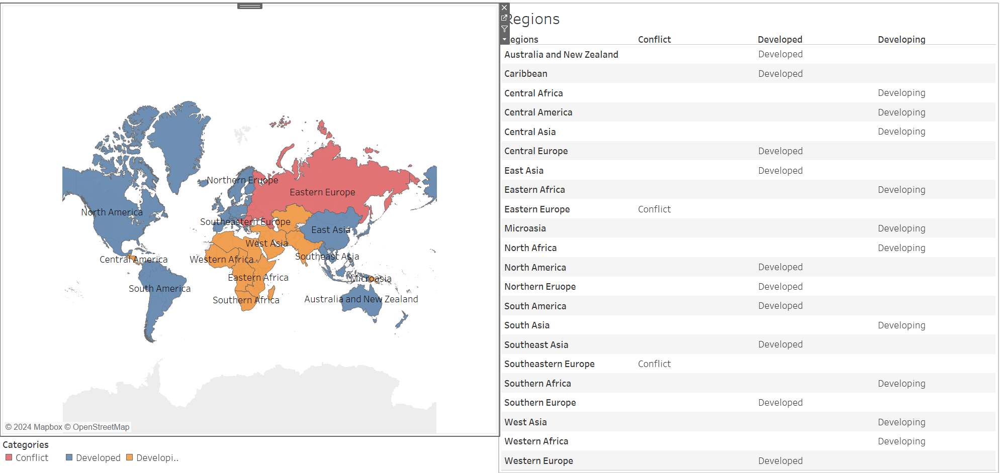 Northern Eruope
Eastern Europe
North America
Southeastern Europe
East Asia
West Asia
Central America
Western Africa
Southeast Asia
Eastern Africa
Microasia
South America
Southern Africa
Australia and New Zealand
© 2024 Mapbox © OpenStreetMap
Categories
Conflict Developed Developi..
Regions
egions Conflict Developed Developing
Australia and New Zealand Developed
Caribbean Developed
Central Africa Developing
Central America Developing
Central Asia Developing
Central Europe Developed
East Asia Developed
Eastern Africa Developing
Eastern Europe Conflict
Microasia Developing
North Africa Developing
North America Developed
Northern Eruope Developed
South America Developed
South Asia Developing
Southeast Asia Developed
Southeastern Europe Conflict
Southern Africa Developing
Southern Europe Developed
West Asia Developing
Western Africa Developing
Western Europe Developed